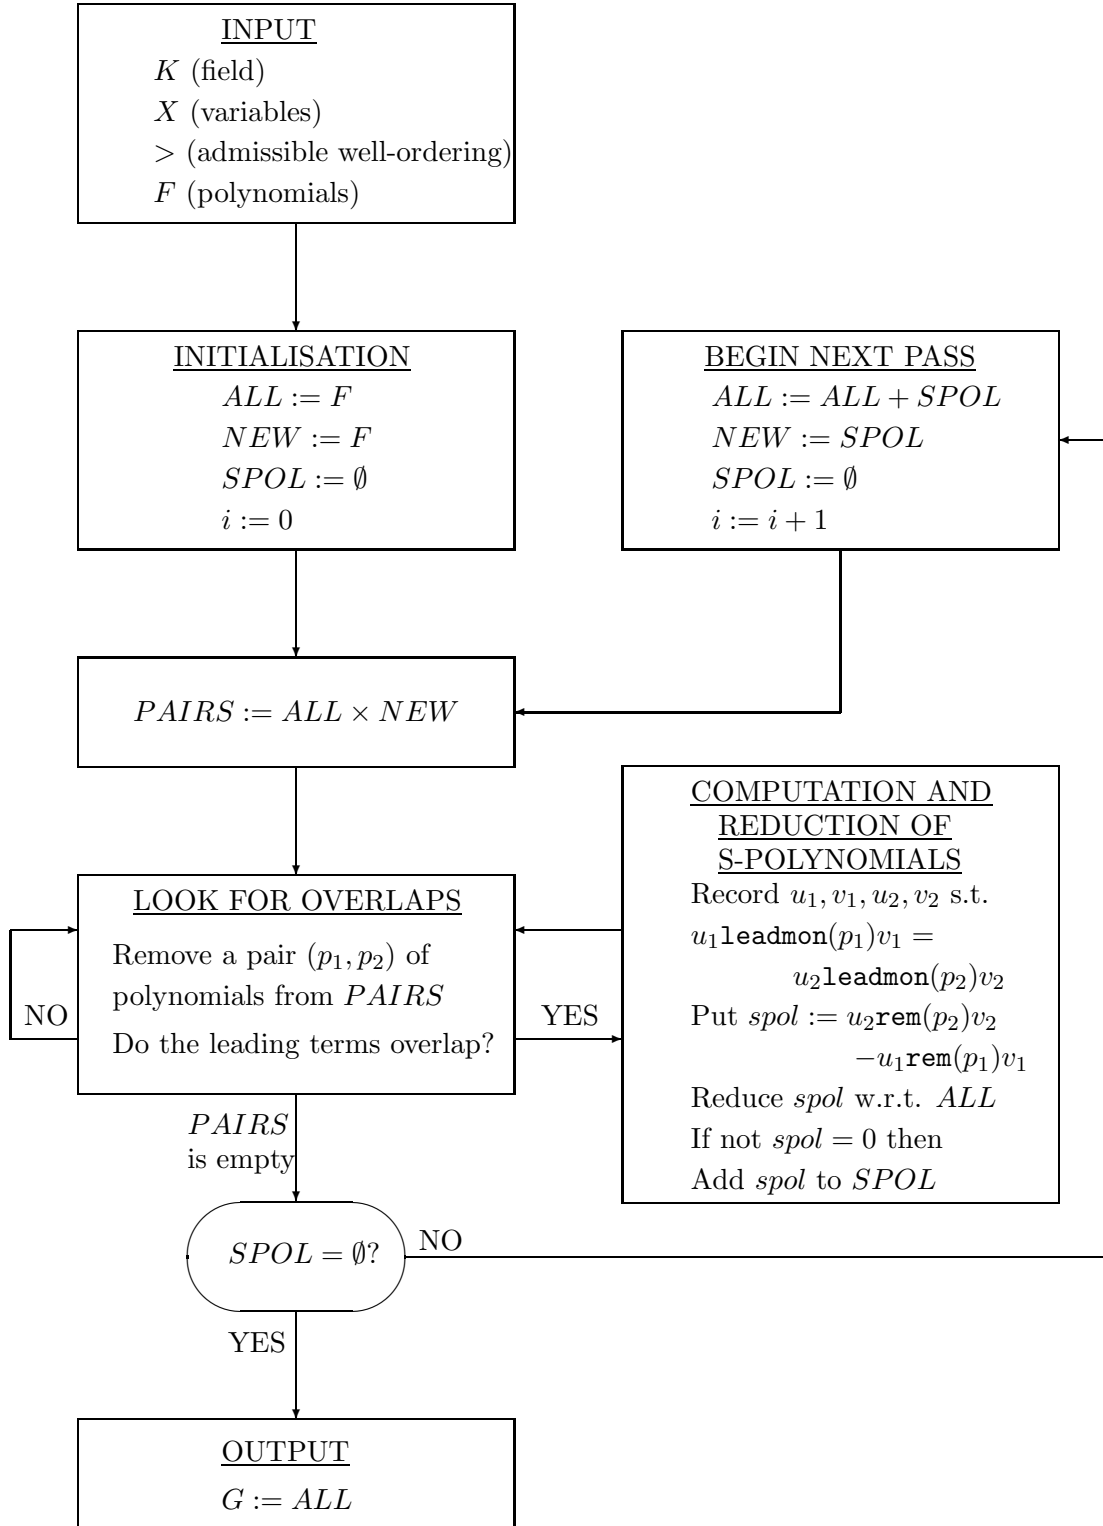 INPUT
K (field)
X (variables)
> (admissible well-ordering)
F (polynomials)
INITIALISATION
ALL := F
NEW := F
SPOL := ∅
i := 0
BEGIN NEXT PASS
ALL := ALL + SPOL
NEW := SPOL
SPOL := ∅
i := i + 1
PAIRS := ALL × NEW
LOOK FOR OVERLAPS
Remove a pair (p₁, p₂) of
polynomials from PAIRS
Do the leading terms overlap?
NO
YES
COMPUTATION AND
REDUCTION OF
S-POLYNOMIALS
Record u₁, v₁, u₂, v₂ s.t.
u₁leadmon(p₁)v₁ =
u₂leadmon(p₂)v₂
Put spol := u₂rem(p₂)v₂
−u₁rem(p₁)v₁
Reduce spol w.r.t. ALL
If not spol = 0 then
Add spol to SPOL
PAIRS
is empty
SPOL = ∅?
NO
YES
OUTPUT
G := ALL